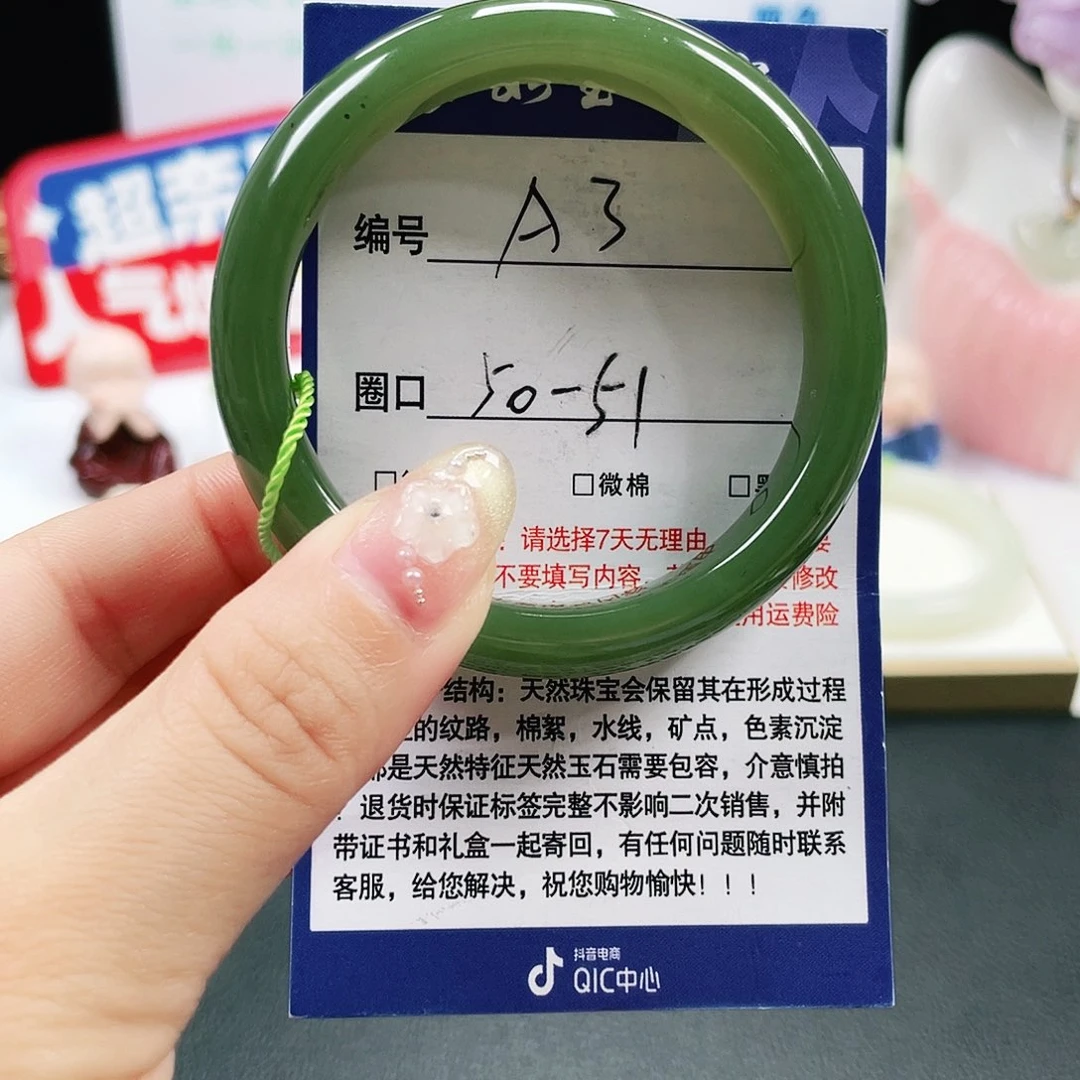 超奈
人气
编号 A3
圈口 50-51
□ □微棉 □
请选择7天无理由 要
不要填写内容, 修改
用运费险
结构：天然珠宝会保留其在形成过程
的纹路，棉絮，水线，矿点，色素沉淀
都是天然特征天然玉石需要包容，介意慎拍
退货时保证标签完整不影响二次销售，并附
带证书和礼盒一起寄回，有任何问题随时联系
客服，给您解决，祝您购物愉快！！！
抖音电商
QIC中心